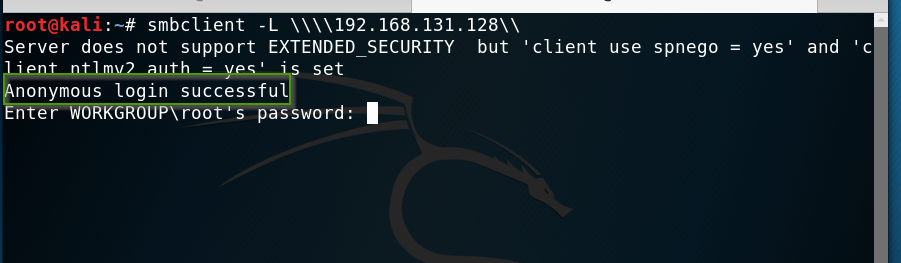 root@kali:~# smbclient -L \\\\192.168.131.128\\
Server does not support EXTENDED_SECURITY  but 'client use spnego = yes' and 'c
lient ntlmv2 auth = yes' is set
Anonymous login successful
Enter WORKGROUP\root's password: